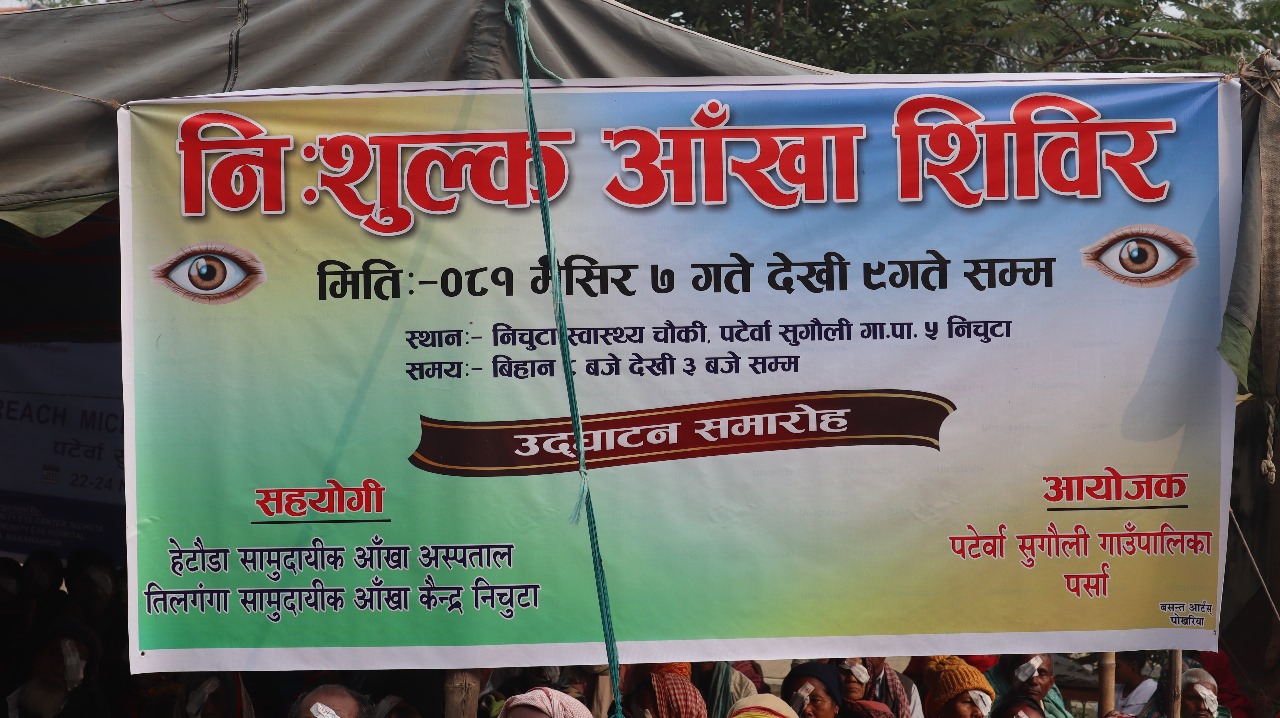 निःशुल्क आँखा शिविर
मितिः-०८१ मंसिर ७ गते देखी ९गते सम्म
स्थानः- निचुटा स्वास्थ्य चौकी, पटेर्वा सुगौली गा.पा. ५ निचुटा
समयः- बिहान बजे देखी ३ बजे सम्म
उद्घाटन समारोह
सहयोगी
हेटौडा सामुदायीक आँखा अस्पताल
तिलगंगा सामुदायीक आँखा केन्द्र निचुटा
आयोजक
पटेर्वा सुगौली गाउँपालिका
पर्सा
बसन्त आर्टस्
पोखरिया
REACH MIC
पटेर्वा
22-24